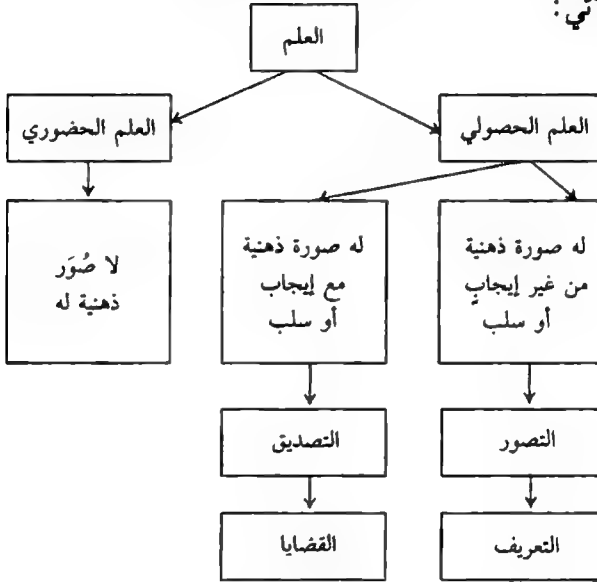 العلم
العلم الحصولي
العلم الحضوري
له صورة ذهنية
من غير إيجابٍ
أو سلب
له صورة ذهنية
مع إيجاب
أو سلب
لا صُوَر
ذهنية له
التصور
التصديق
التعريف
القضايا